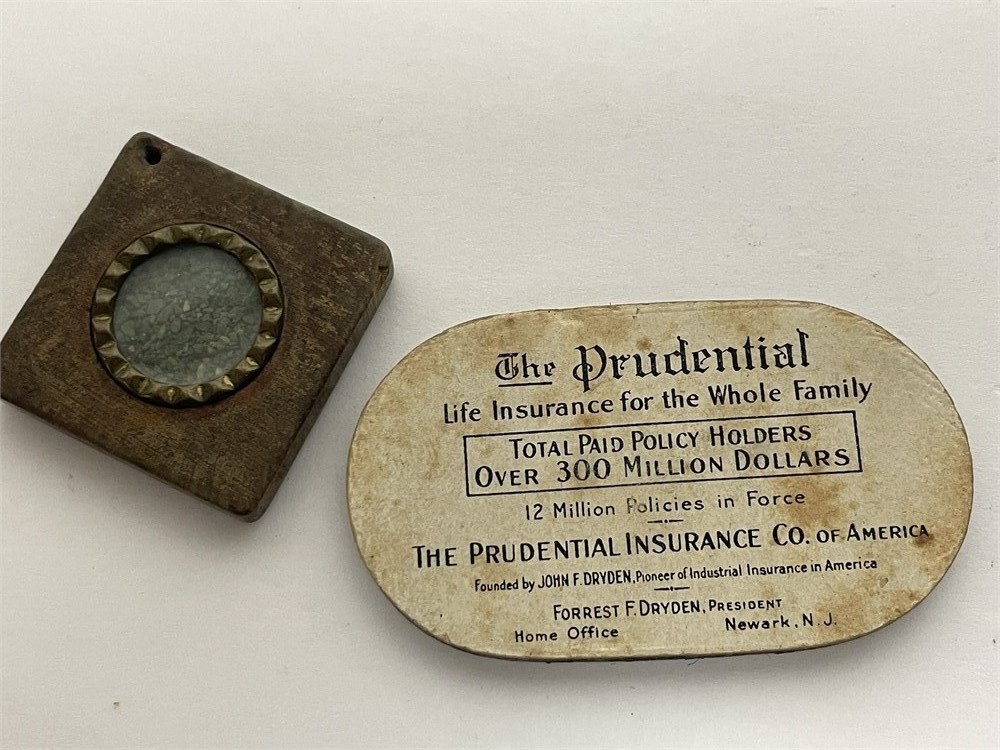 The Prudential
Life Insurance for the Whole Family
TOTAL PAID POLICY HOLDERS
OVER 300 MILLION DOLLARS
12 Million Policies in Force
THE PRUDENTIAL INSURANCE CO. OF AMERICA
Founded by JOHN F. DRYDEN, Pioneer of Industrial Insurance in America
FORREST F. DRYDEN, PRESIDENT
Home Office Newark, N. J.